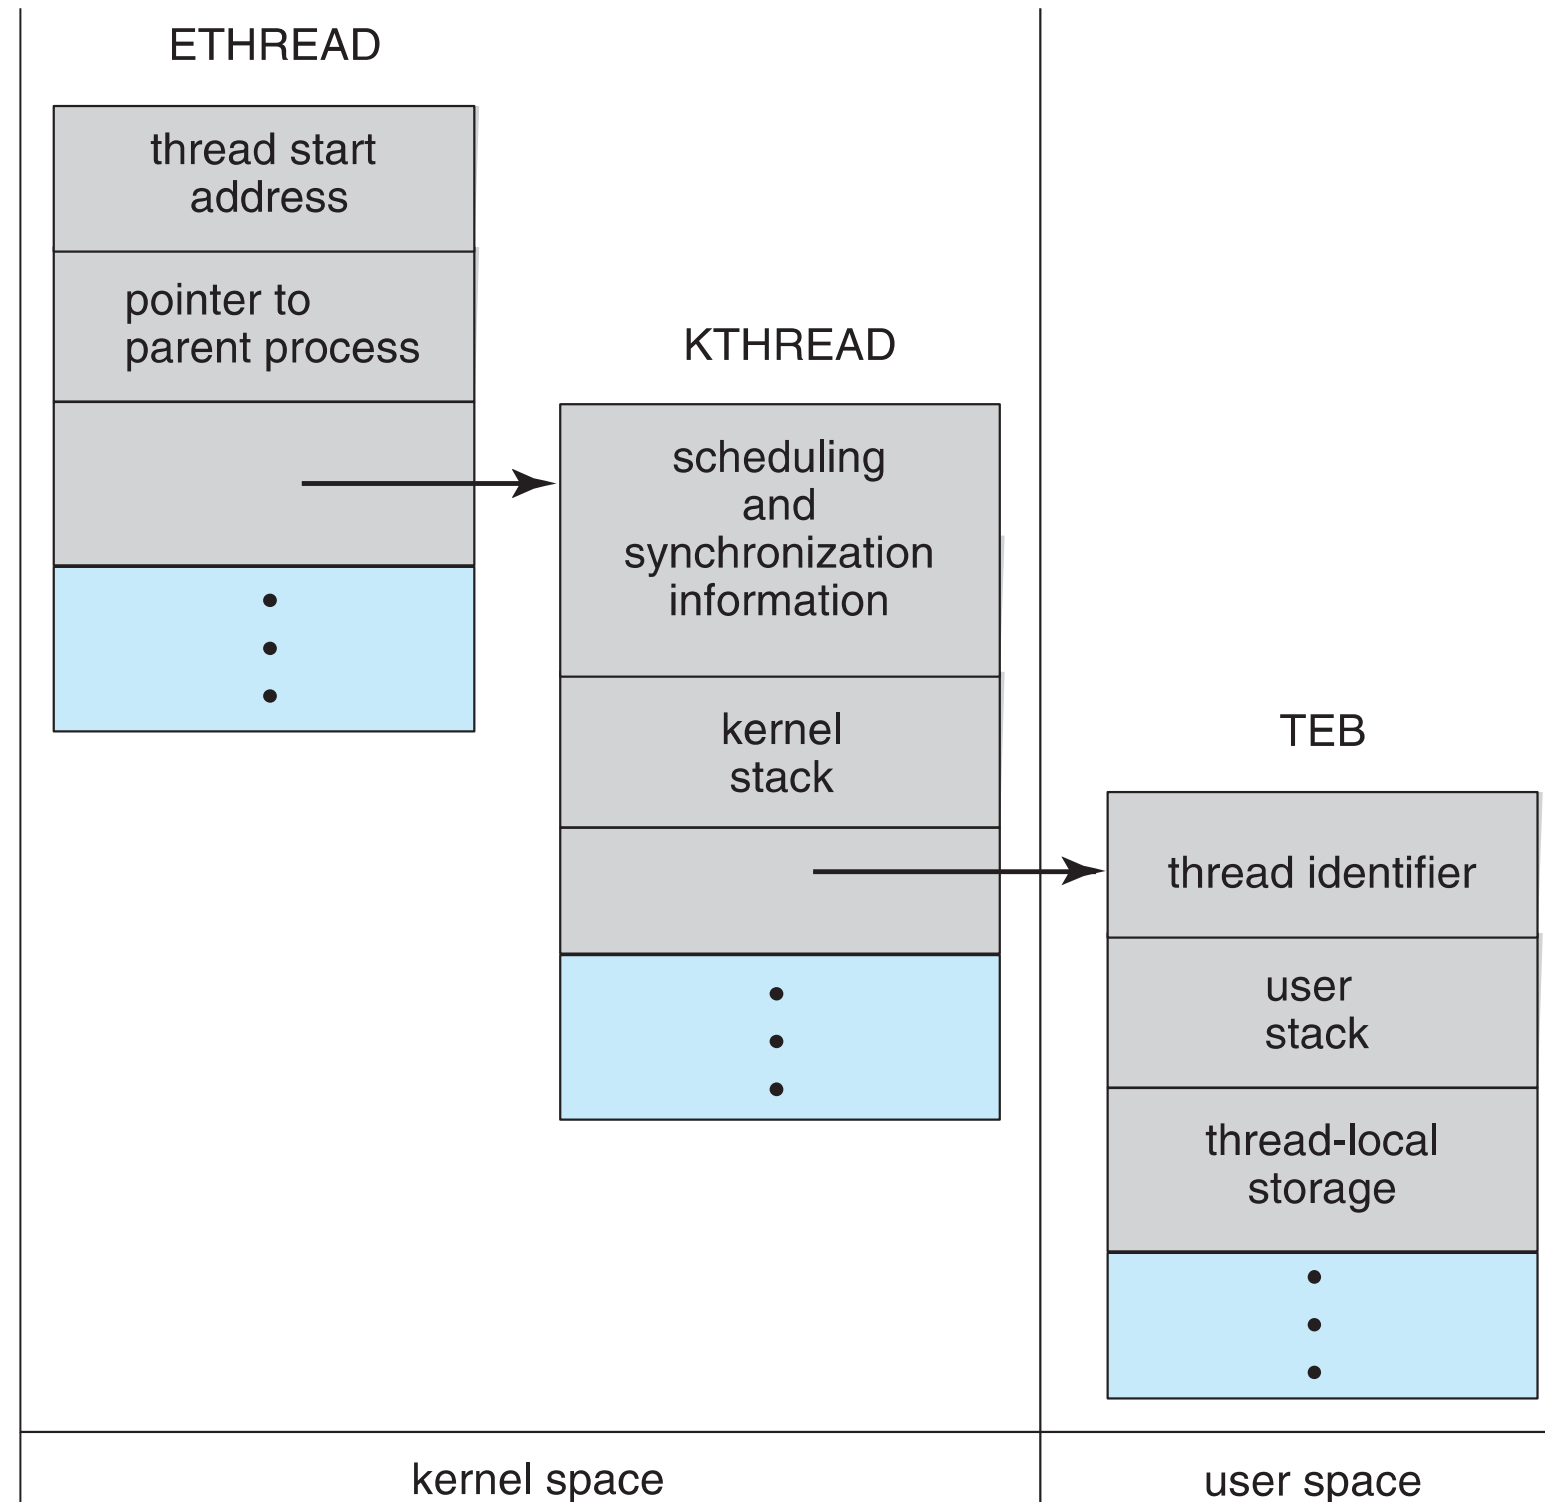 ETHREAD
thread start
address
pointer to
parent process
KTHREAD
scheduling
and
synchronization
information
kernel
stack
TEB
thread identifier
user
stack
thread-local
storage
kernel space
user space